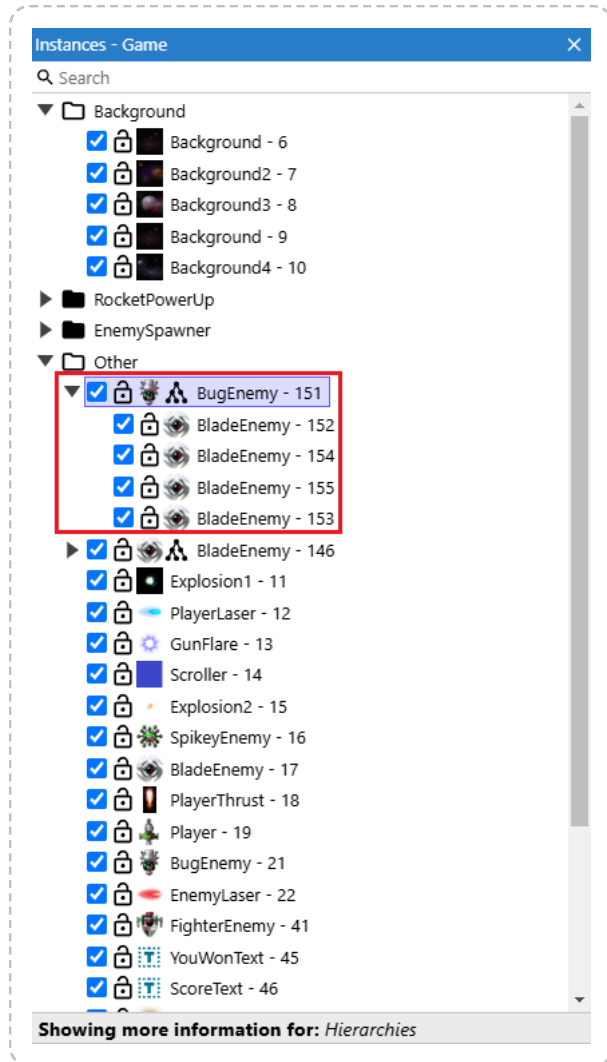 Instances - Game
Search
Background
Background - 6
Background2 - 7
Background3 - 8
Background - 9
Background4 - 10
RocketPowerUp
EnemySpawner
Other
BugEnemy - 151
BladeEnemy - 152
BladeEnemy - 154
BladeEnemy - 155
BladeEnemy - 153
BladeEnemy - 146
Explosion1 - 11
PlayerLaser - 12
GunFlare - 13
Scroller - 14
Explosion2 - 15
SpikeyEnemy - 16
BladeEnemy - 17
PlayerThrust - 18
Player - 19
BugEnemy - 21
EnemyLaser - 22
FighterEnemy - 41
YouWonText - 45
ScoreText - 46
Showing more information for: Hierarchies